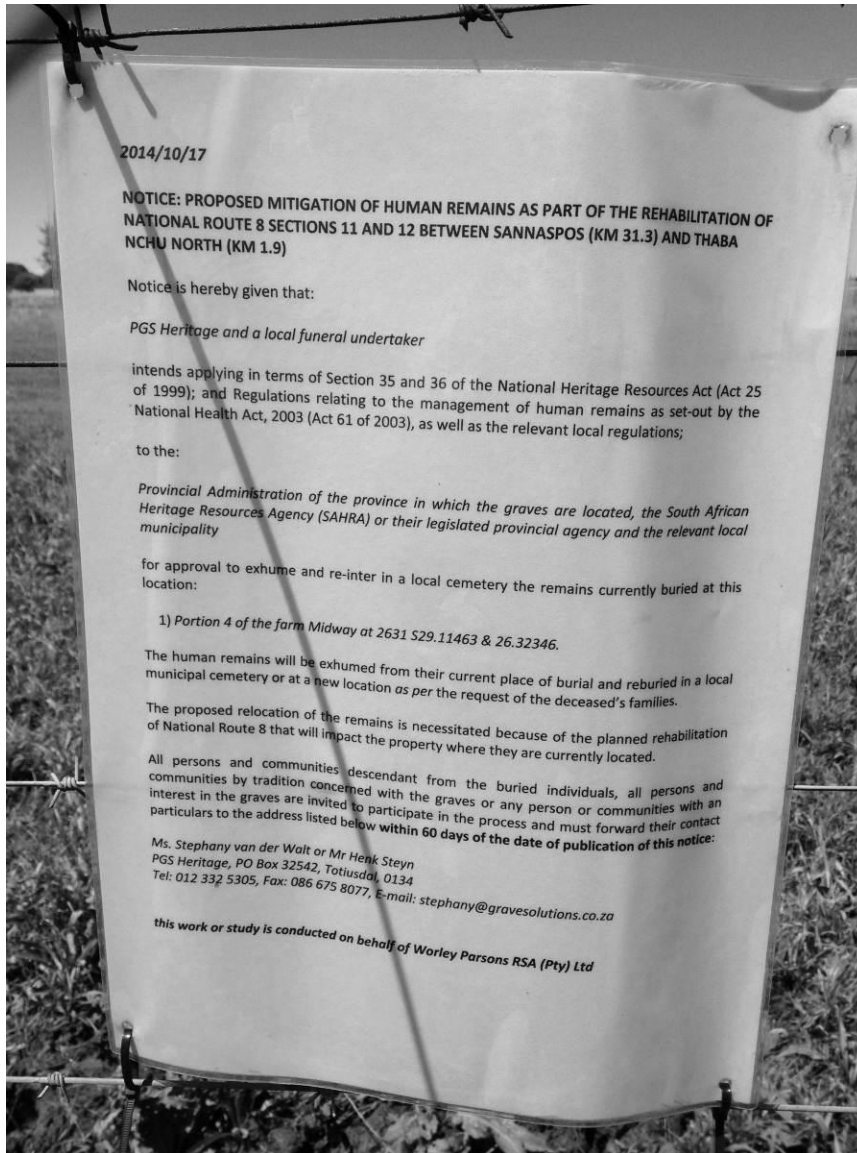 2014/10/17
NOTICE: PROPOSED MITIGATION OF HUMAN REMAINS AS PART OF THE REHABILITATION OF
NATIONAL ROUTE 8 SECTIONS 11 AND 12 BETWEEN SANNASPOS (KM 31.3) AND THABA
NCHU NORTH (KM 1.9)
Notice is hereby given that:
PGS Heritage and a local funeral undertaker
intends applying in terms of Section 35 and 36 of the National Heritage Resources Act (Act 25
of 1999); and Regulations relating to the management of human remains as set-out by the
National Health Act, 2003 (Act 61 of 2003), as well as the relevant local regulations;
to the:
Provincial Administration of the province in which the graves are located, the South African
Heritage Resources Agency (SAHRA) or their legislated provincial agency and the relevant local
municipality
for approval to exhume and re-inter in a local cemetery the remains currently buried at this
location:
1) Portion 4 of the farm Midway at 2631 S29.11463 & 26.32346.
The human remains will be exhumed from their current place of burial and reburied in a local
municipal cemetery or at a new location as per the request of the deceased's families.
The proposed relocation of the remains is necessitated because of the planned rehabilitation
of National Route 8 that will impact the property where they are currently located.
All persons and communities descendant from the buried individuals, all persons and
communities by tradition concerned with the graves or any person or communities with an
interest in the graves are invited to participate in the process and must forward their contact
particulars to the address listed below within 60 days of the date of publication of this notice:
Ms. Stephany van der Walt or Mr Henk Steyn
PGS Heritage, PO Box 32542, Totiusdal, 0134
Tel: 012 332 5305, Fax: 086 675 8077, E-mail: stephany@gravesolutions.co.za
this work or study is conducted on behalf of Worley Parsons RSA (Pty) Ltd